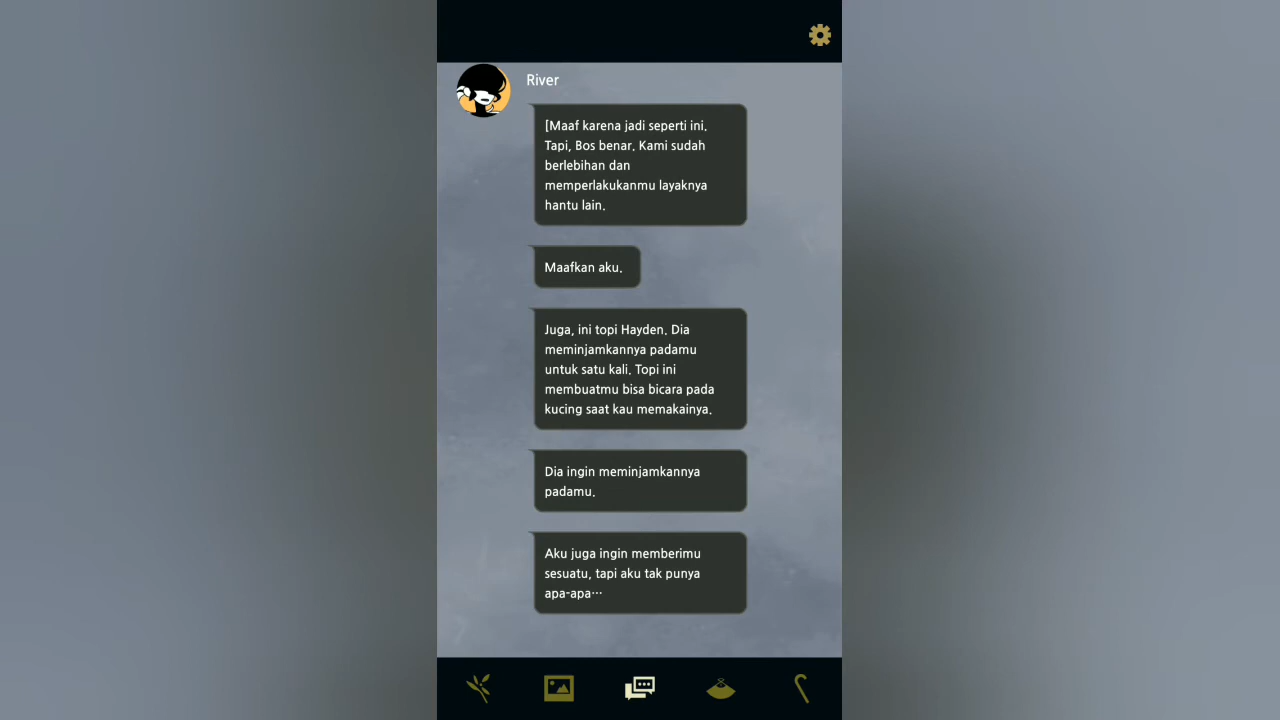 River
[Maaf karena jadi seperti ini.
Tapi, Bos benar. Kami sudah
berlebihan dan
memperlakukanmu layaknya
hantu lain.
Maafkan aku.
Juga, ini topi Hayden. Dia
meminjamkannya padamu
untuk satu kali. Topi ini
membuatmu bisa bicara pada
kucing saat kau memakainya.
Dia ingin meminjamkannya
padamu.
Aku juga ingin memberimu
sesuatu, tapi aku tak punya
apa-apa…